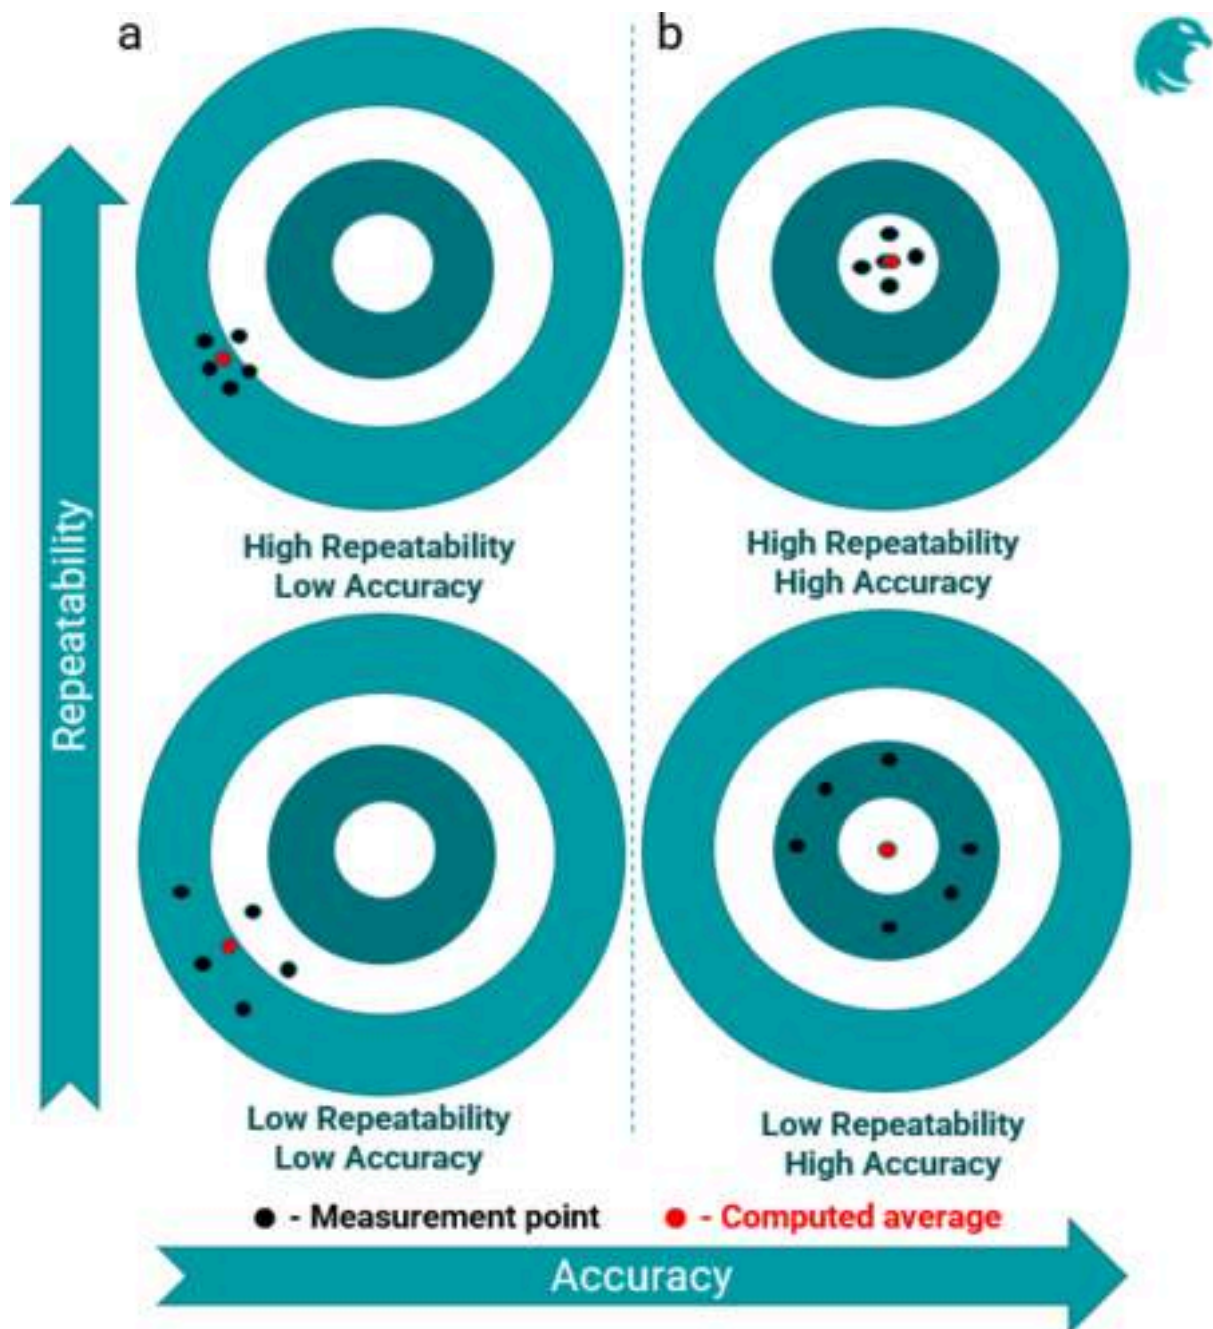 a
b
Repeatability
High Repeatability
Low Accuracy
High Repeatability
High Accuracy
Low Repeatability
Low Accuracy
Low Repeatability
High Accuracy
- Measurement point
- Computed average
Accuracy